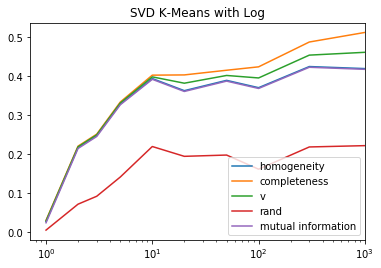 SVD K-Means with Log
0.5
0.4
0.3
0.2
0.1
0.0
homogeneity
completeness
v
rand
mutual information
10⁰
10¹
10²
10³